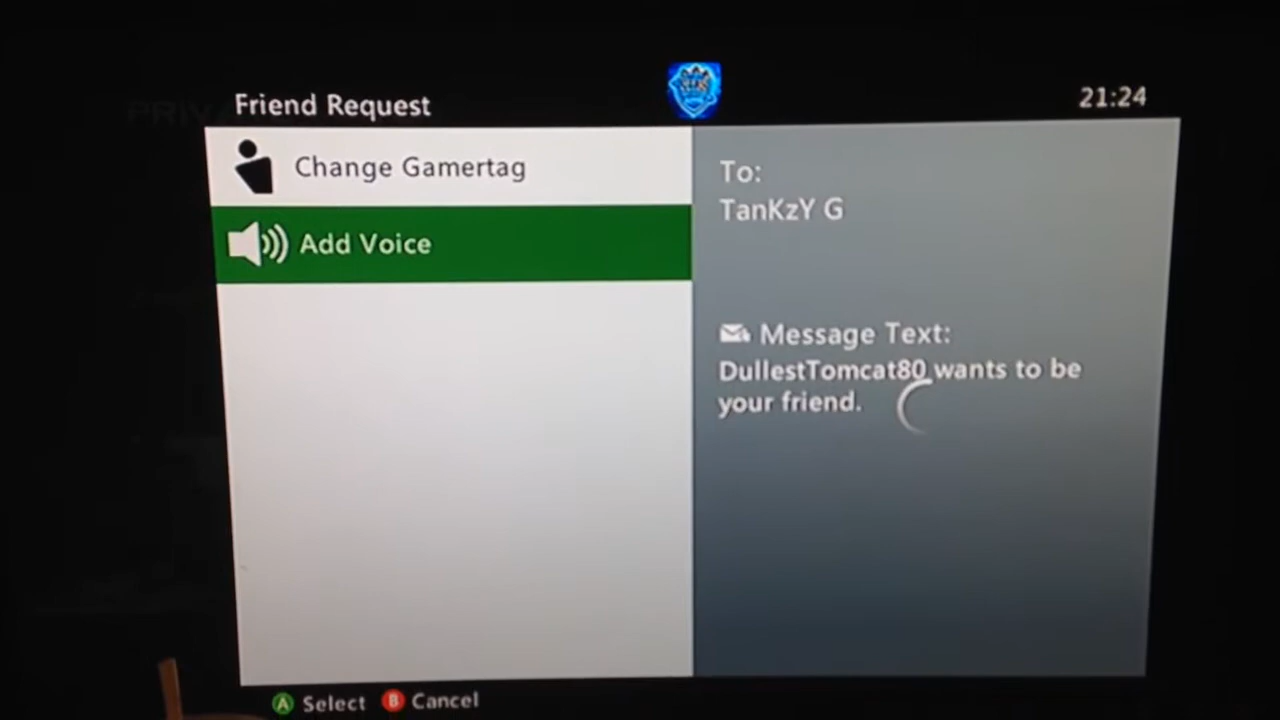 Friend Request
21:24
Change Gamertag
Add Voice
To:
TanKzY G
Message Text:
DullestTomcat80 wants to be
your friend.
A Select B Cancel